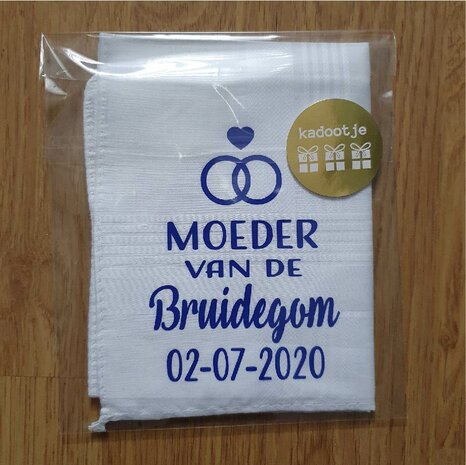 kadootje
MOEDER
VAN DE
Bruidegom
02-07-2020